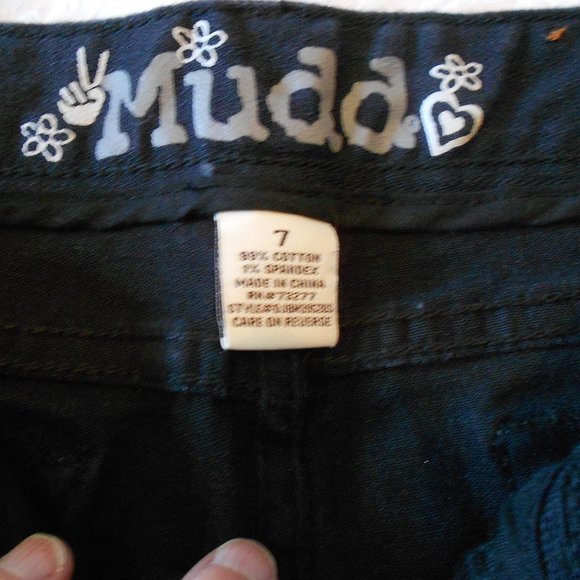 Mudd.
7
99% COTTON
1% SPANDEX
MADE IN CHINA
RN#73277
CARE ON REVERSE